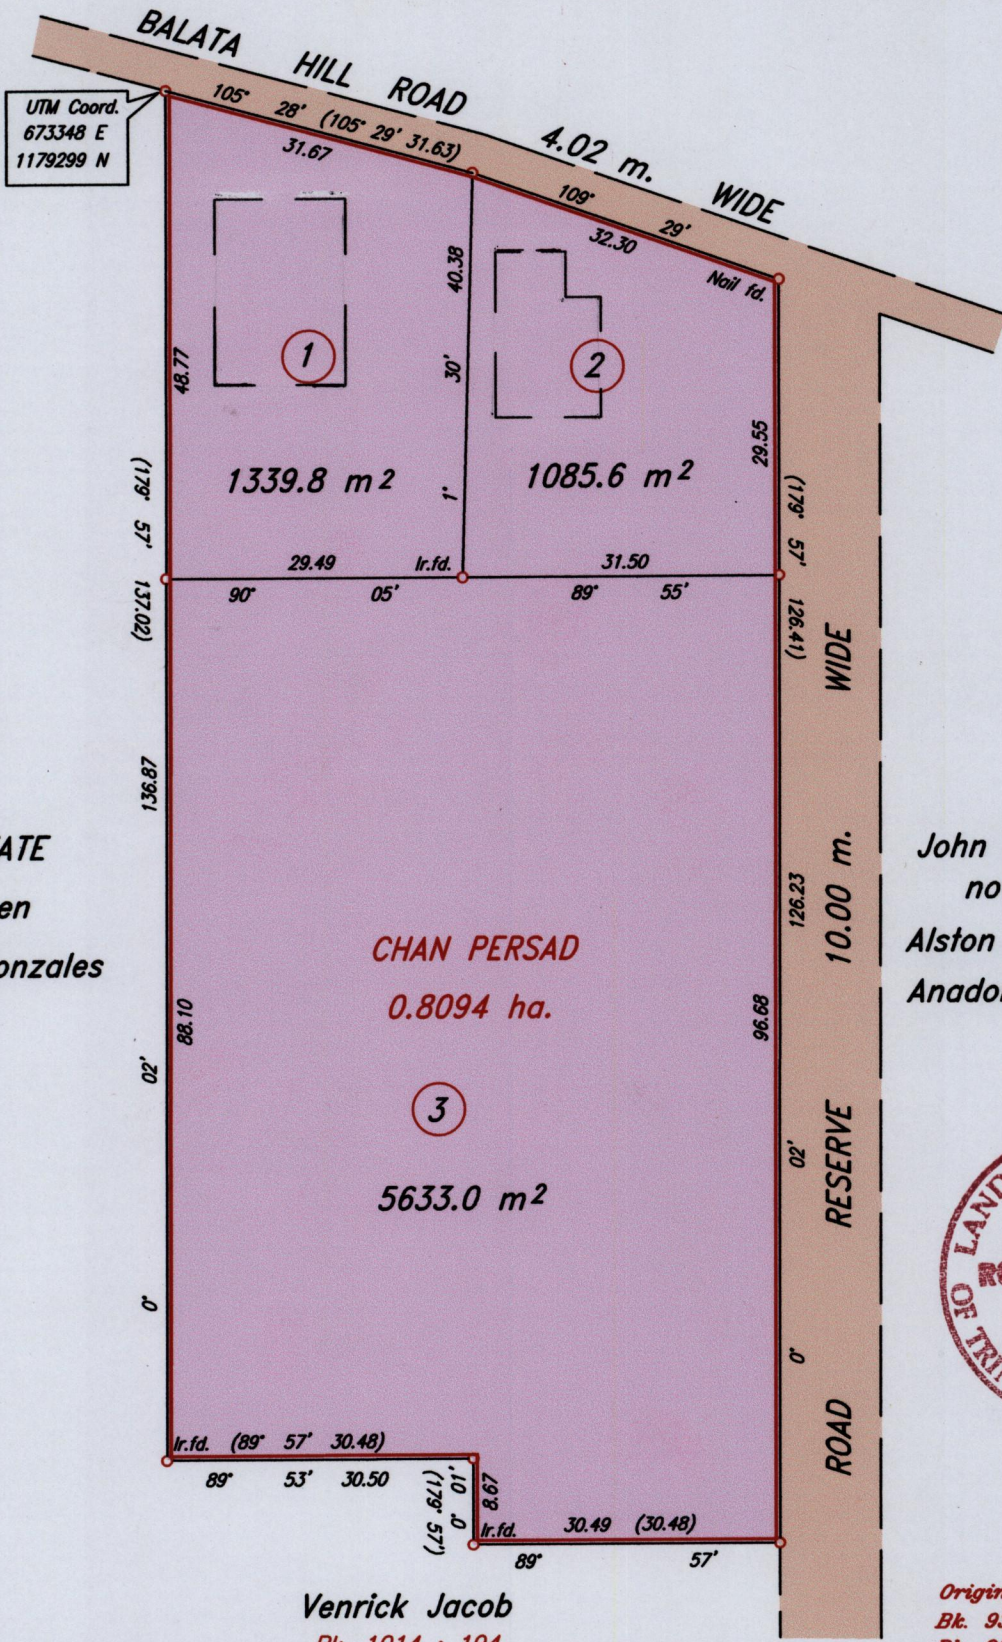 BALATA HILL ROAD 4.02 m. WIDE
UTM Coord.
673348 E
1179299 N
105° 28' (105° 29' 31.63)
31.67
109° 29'
32.30
Nail fd.
40.38
30'
1°
48.77
1
2
29.55
1339.8 m²
1085.6 m²
(179° 57' 137.02)
(179° 57' 126.41)
29.49
Ir.fd.
31.50
90° 05'
89° 55'
136.87
02'
0°
88.10
126.23
02'
0°
96.68
ROAD RESERVE 10.00 m. WIDE
CHAN PERSAD
0.8094 ha.
3
5633.0 m²
onzales
John
Alston
Ir.fd. (89° 57' 30.48)
89° 53' 30.50
(179° 57')
0° 10'
8.67
Ir.fd. 30.49 (30.48)
89° 57'
Venrick Jacob
LAND
OF